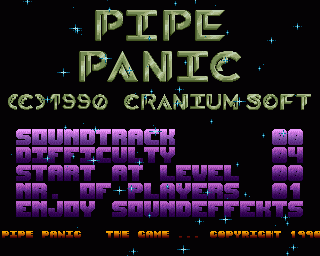 PIPE
PANIC
(C)1990 CRANIUM SOFT
SOUNDTRACK 00
DIFFICULTY 04
START AT LEVEL 00
NR. OF PLAYERS 01
ENJOY SOUNDEFFEKTS
PIPE PANIC THE GAME ... COPYRIGHT 1990